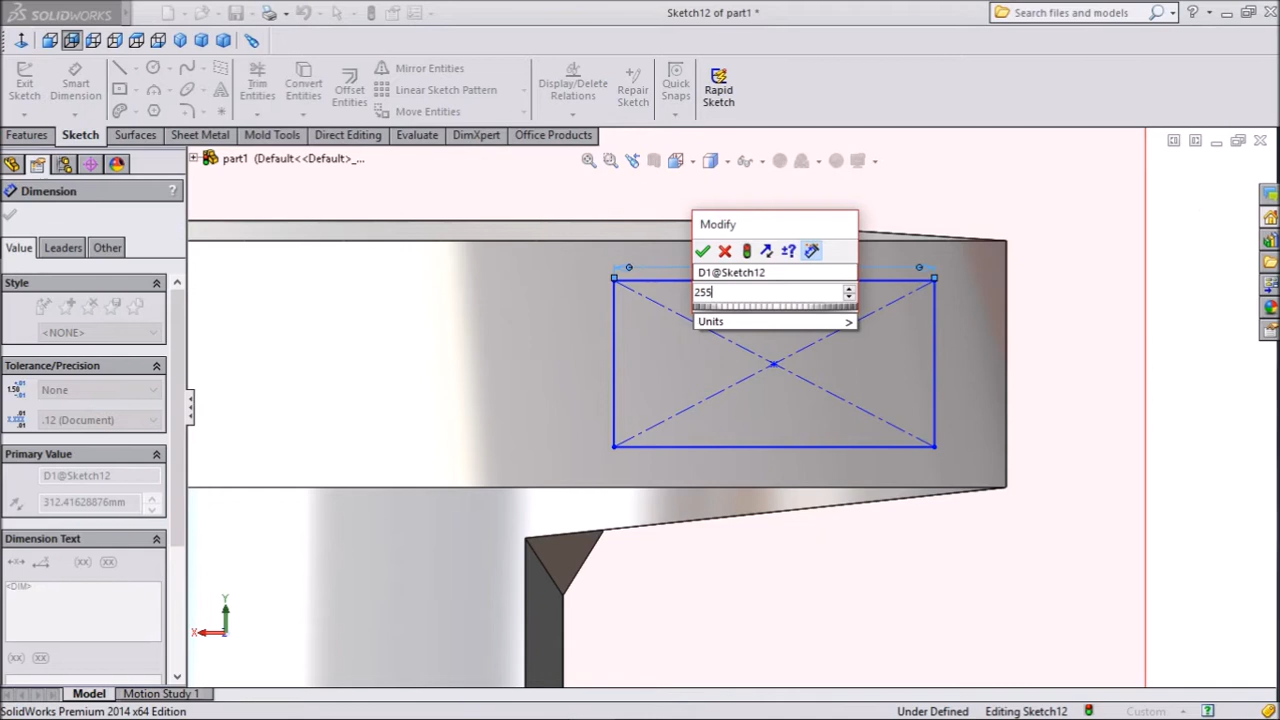 SOLIDWORKS
Sketch12 of part1 *
Search files and models
Exit Sketch
Smart Dimension
Trim Entities
Convert Entities
Offset Entities
Mirror Entities
Linear Sketch Pattern
Move Entities
Display/Delete Relations
Repair Sketch
Quick Snaps
Rapid Sketch
Features
Sketch
Surfaces
Sheet Metal
Mold Tools
Direct Editing
Evaluate
DimXpert
Office Products
part1 (Default<<Default>_...
Dimension
?
Value
Leaders
Other
Style
<NONE>
Tolerance/Precision
1.50
None
.12 (Document)
Primary Value
D1@Sketch12
312.41628876mm
Dimension Text
<DIM>
Modify
±?
D1@Sketch12
255
Units >
Y
X
Model
Motion Study 1
SolidWorks Premium 2014 x64 Edition
Under Defined
Editing Sketch12
Custom